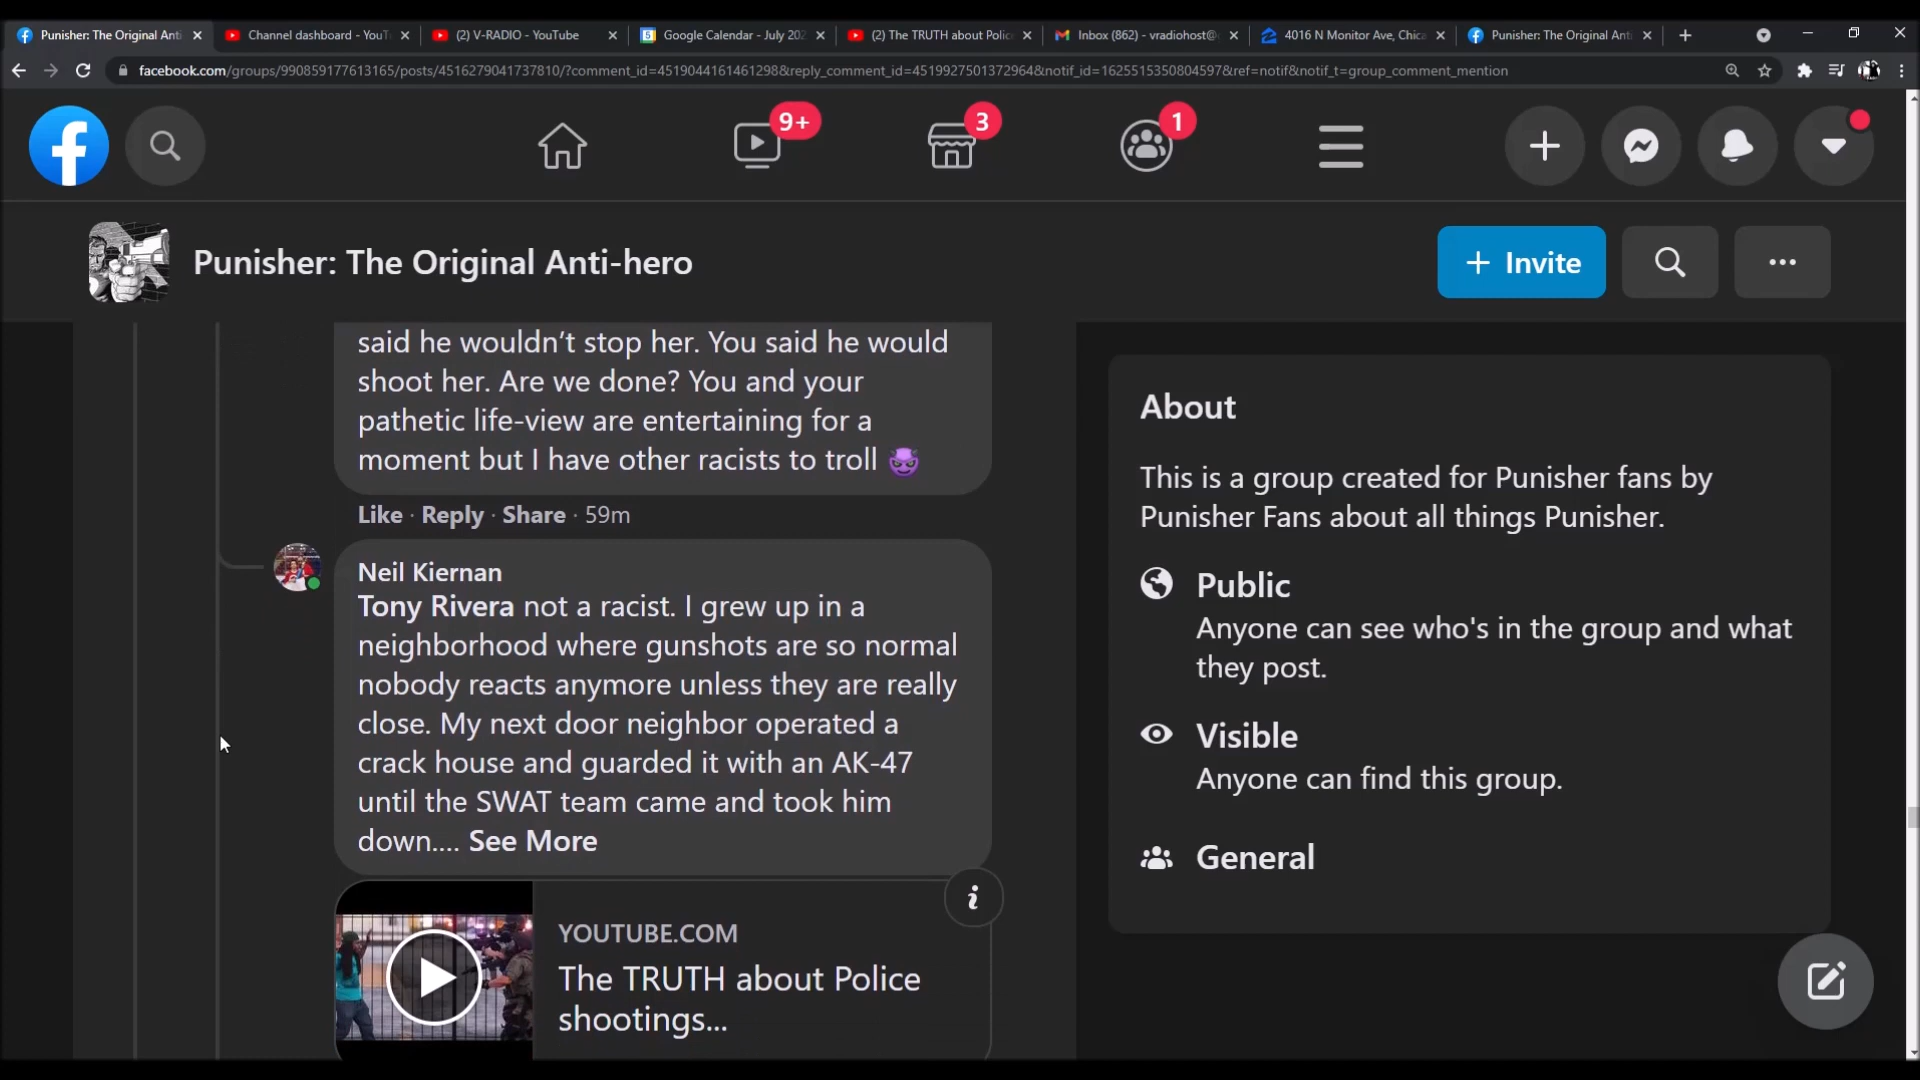 Punisher: The Original Anti
Channel dashboard - YouT
(2) V-RADIO - YouTube
Google Calendar - July 202
(2) The TRUTH about Polic
Inbox (862) - vradiohost@
4016 N Monitor Ave, Chica
Punisher: The Original Anti
facebook.com/groups/990859177613165/posts/4516279041737810/?comment_id=4519044161461298&reply_comment_id=4519927501372964&notif_id=1625515350804597&ref=notif&notif_t=group_comment_mention
9+
3
1
Punisher: The Original Anti-hero
+ Invite
said he wouldn't stop her. You said he would
shoot her. Are we done? You and your
pathetic life-view are entertaining for a
moment but I have other racists to troll 😈
Like · Reply · Share · 59m
Neil Kiernan
Tony Rivera not a racist. I grew up in a
neighborhood where gunshots are so normal
nobody reacts anymore unless they are really
close. My next door neighbor operated a
crack house and guarded it with an AK-47
until the SWAT team came and took him
down.... See More
YOUTUBE.COM
The TRUTH about Police
shootings...
About
This is a group created for Punisher fans by
Punisher Fans about all things Punisher.
Public
Anyone can see who's in the group and what
they post.
Visible
Anyone can find this group.
General